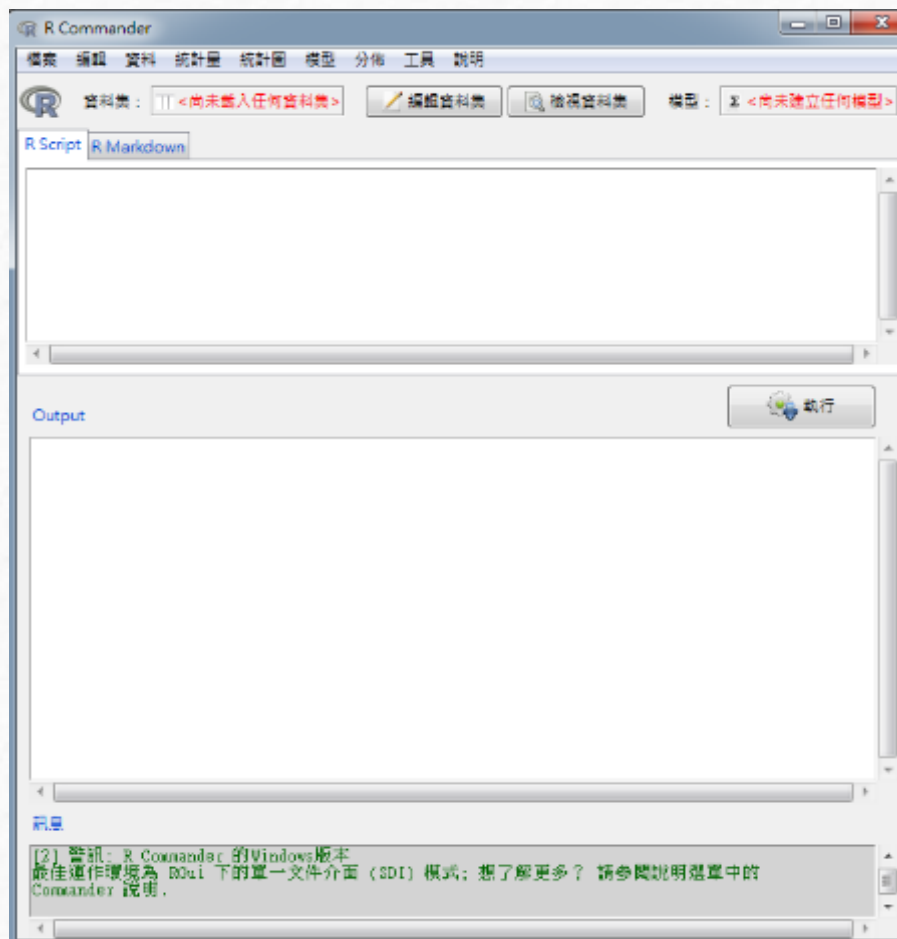 R Commander
檔案 編輯 資料 統計量 統計圖 模型 分佈 工具 說明
R 資料集： <尚未載入任何資料集> 編輯資料集 檢視資料集 模型： Σ <尚未建立任何模型>
R Script R Markdown
執行
Output
訊息
[2] 警訊: R Commander 的Windows版本
最佳運作環境為 RGui 下的單一文件介面 (SDI) 模式; 想了解更多? 請參閱說明選單中的
Commander 說明.